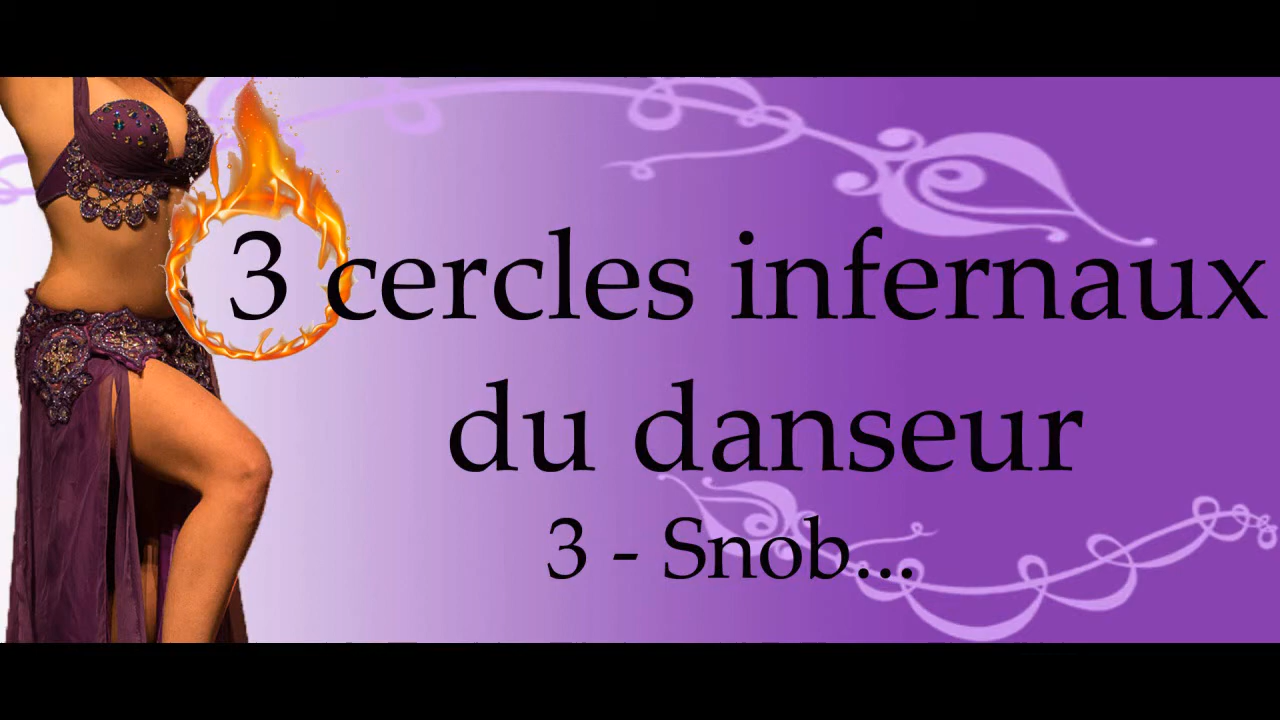 3 cercles infernaux
du danseur
3 - Snob...